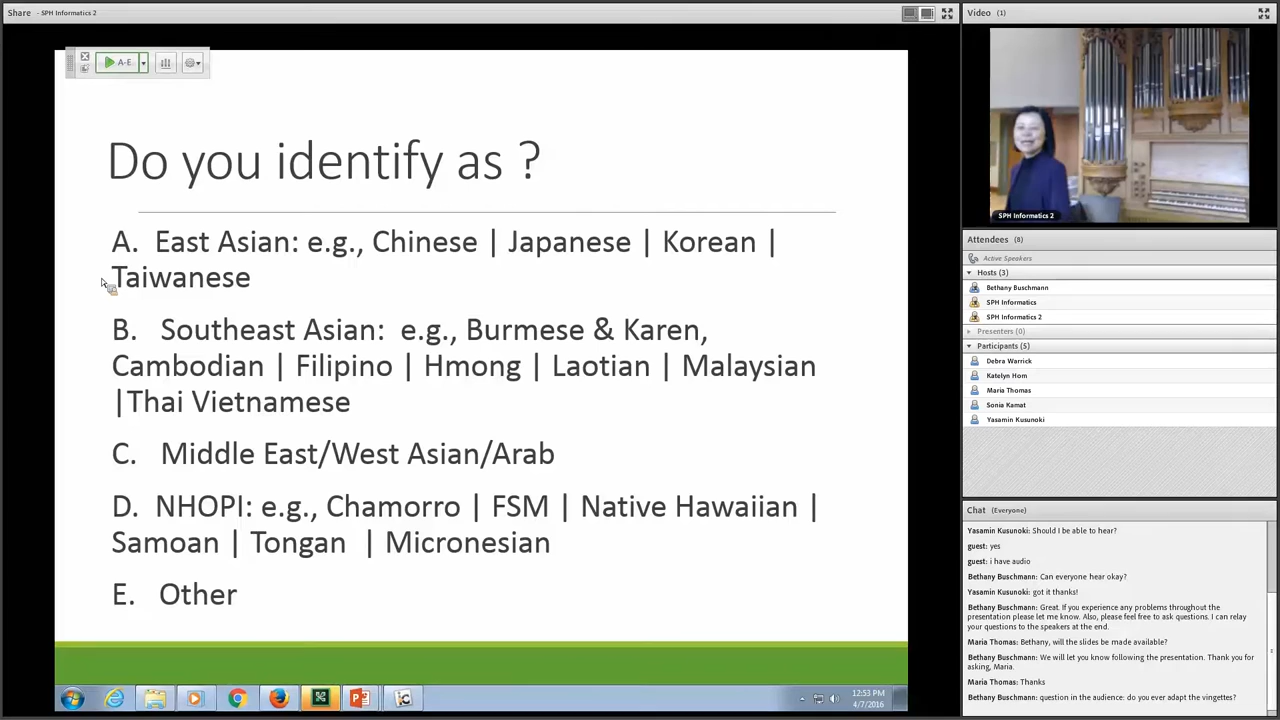 Share - SPH Informatics 2
A-E
Do you identify as ?
A. East Asian: e.g., Chinese | Japanese | Korean |
Taiwanese
B. Southeast Asian: e.g., Burmese & Karen,
Cambodian | Filipino | Hmong | Laotian | Malaysian
|Thai Vietnamese
C. Middle East/West Asian/Arab
D. NHOPI: e.g., Chamorro | FSM | Native Hawaiian |
Samoan | Tongan | Micronesian
E. Other
12:53 PM
4/7/2016
Video (1)
SPH Informatics 2
Attendees (8)
Active Speakers
Hosts (3)
Bethany Buschmann
SPH Informatics
SPH Informatics 2
Presenters (0)
Participants (5)
Debra Warrick
Katelyn Hom
Maria Thomas
Sonia Kamat
Yasamin Kusunoki
Chat (Everyone)
Yasamin Kusunoki: Should I be able to hear?
guest: yes
guest: i have audio
Bethany Buschmann: Can everyone hear okay?
Yasamin Kusunoki: got it thanks!
Bethany Buschmann: Great. If you experience any problems throughout the
presentation please let me know. Also, please feel free to ask questions. I can relay
your questions to the speakers at the end.
Maria Thomas: Bethany, will the slides be made available?
Bethany Buschmann: We will let you know following the presentation. Thank you for
asking, Maria.
Maria Thomas: Thanks
Bethany Buschmann: question in the audience: do you ever adapt the vingettes?